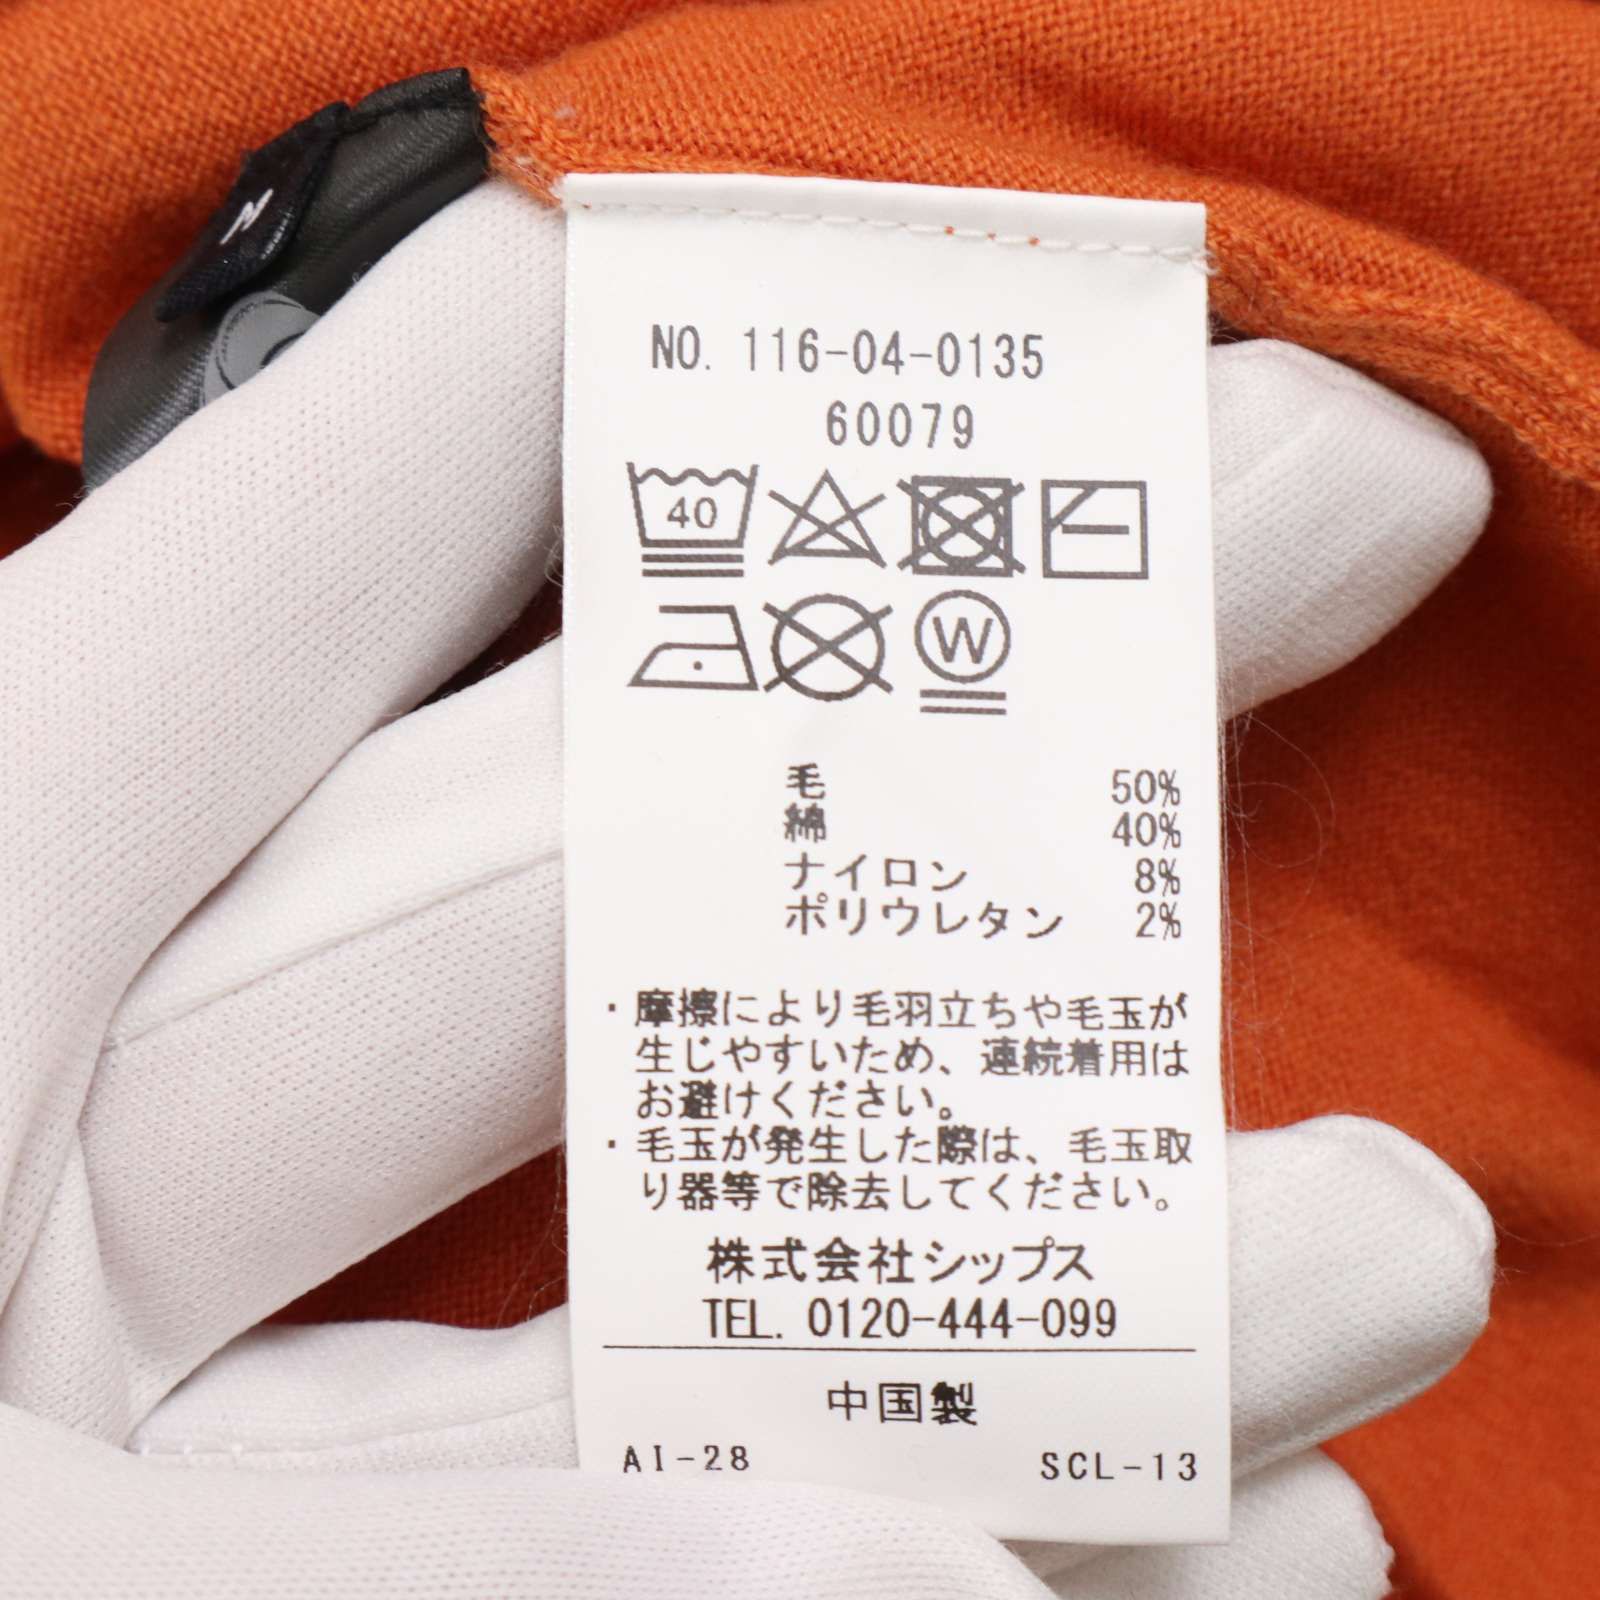 NO. 116-04-0135
60079
40
W
毛 50%
綿 40%
ナイロン 8%
ポリウレタン 2%
・摩擦により毛羽立ちや毛玉が
生じやすいため、連続着用は
お避けください。
・毛玉が発生した際は、毛玉取
り器等で除去してください。
株式会社シップス
TEL. 0120-444-099
中国製
AI-28 SCL-13